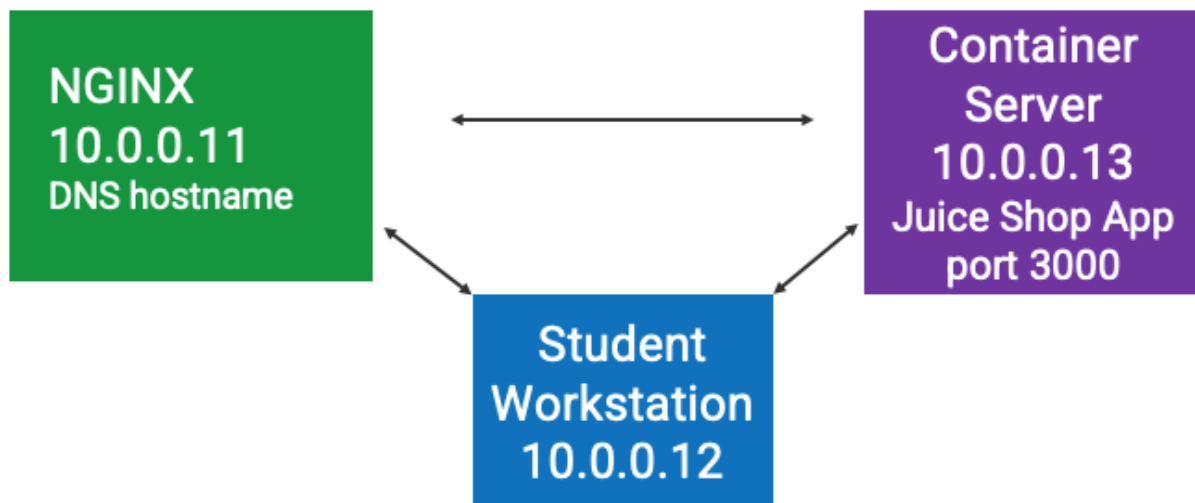 NGINX
10.0.0.11
DNS hostname
Container
Server
10.0.0.13
Juice Shop App
port 3000
Student
Workstation
10.0.0.12